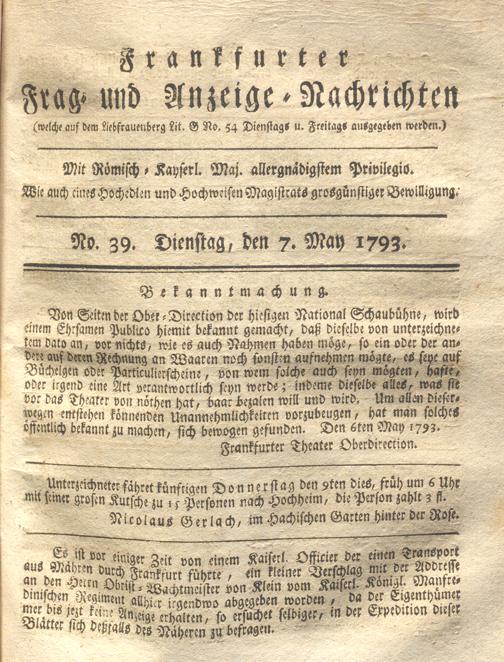 Frankfurter
Frag- und Anzeige-Nachrichten
(welche auf dem Liebfrauenberg Lit. G No. 54 Dienstags u. Freitags ausgegeben werden.)
Mit Römisch-Kayserl. Maj. allergnädigstem Privilegio.
Wie auch eines Hochedlen und Hochweisen Magistrats grosgünstiger Bewilligung.
No. 39. Dienstag, den 7. May 1793.
Bekanntmachung.
Von Seiten der Ober-Direction der hiesigen National Schaubühne, wird
einem Ehrsamen Publico hiemit bekannt gemacht, daß dieselbe von unterzeichne-
tem dato an, vor nichts, wie es auch Nahmen haben möge, so ein oder der an-
dere auf deren Rechnung an Waaren noch sonsten aufnehmen mögte, es seye auf
Büchelgen oder Particulierscheine, von wem solche auch seyn mögten, hafte,
oder irgend eine Art verantwortlich seyn werde; indeme dieselbe alles, was sie
vor das Theater von nöthen hat, baar bezalen will und wird. Um allen dieser-
wegen entstehen könnenden Unannehmlichkeiten vorzubeugen, hat man solches
öffentlich bekannt zu machen, sich bewogen gefunden. Den 6ten May 1793.
Frankfurter Theater Oberdirection.
Unterzeichneter fähret künftigen Donnerstag den 9ten dies, früh um 6 Uhr
mit seiner grosen Kutsche zu 15 Personen nach Hochheim, die Person zahlt 3 fl.
Nicolaus Gerlach, im Hachischen Garten hinter der Rose.
Es ist vor einiger Zeit von einem Kaiserl. Officier der einen Transport
aus Mähren durch Frankfurt führte, ein kleiner Verschlag mit der Addresse
an den Herrn Obrist-Wachtmeister von Klein vom Kaiserl. Königl. Manfre-
dinischen Regiment allhier irgendwo abgegeben worden, da der Eigenthümer
mer bis jezt keine Anzeige erhalten, so ersuchet selbiger, in der Expedition dieser
Blätter sich deßfalls des Näheren zu befragen.